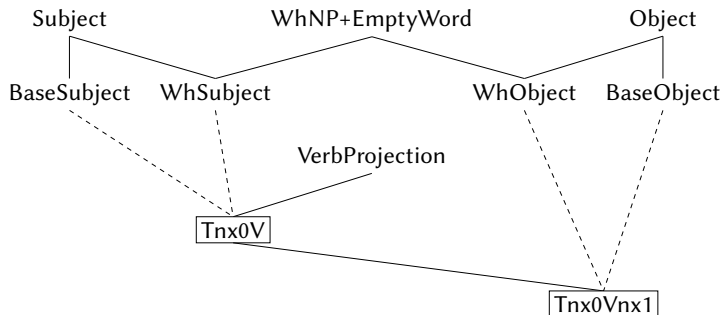 Subject WhNP+EmptyWord Object
BaseSubject WhSubject WhObject BaseObject
VerbProjection
Tnx0V
Tnx0Vnx1